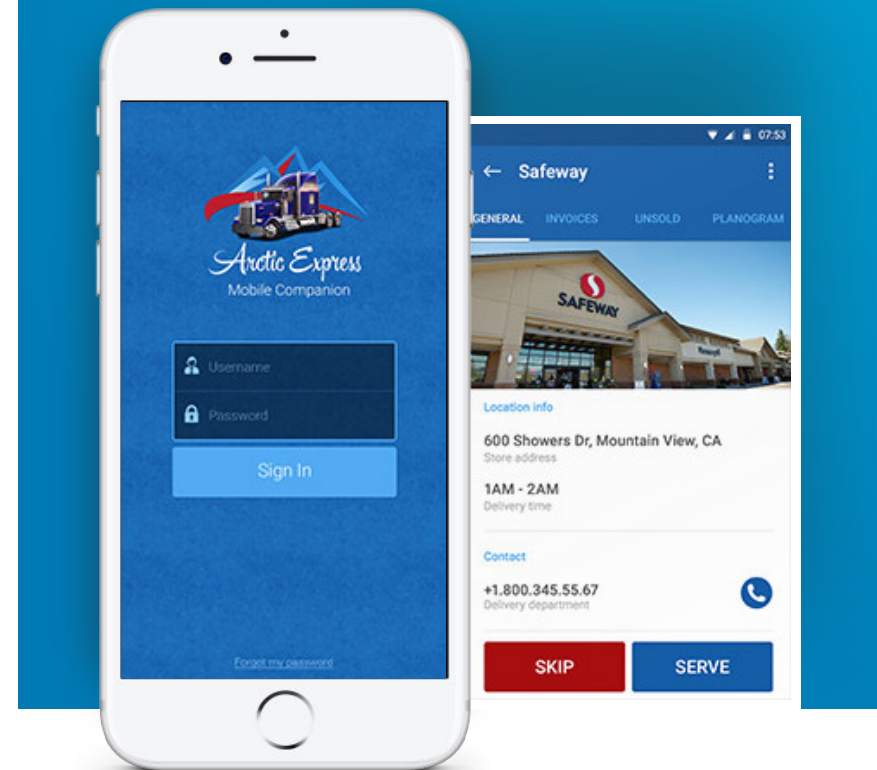 Arctic Express
Mobile Companion
Username
Password
Sign In
Forgot my password
07:53
Safeway
GENERAL INVOICES UNSOLD PLANOGRAM
SAFEWAY
Location info
600 Showers Dr, Mountain View, CA
Store address
1AM - 2AM
Delivery time
Contact
+1.800.345.55.67
Delivery department
SKIP SERVE